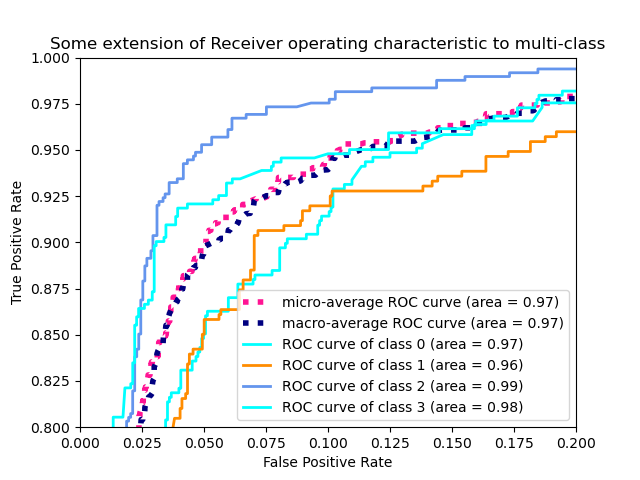 Some extension of Receiver operating characteristic to multi-class
True Positive Rate
1.000
0.975
0.950
0.925
0.900
0.875
0.850
0.825
0.800
micro-average ROC curve (area = 0.97)
macro-average ROC curve (area = 0.97)
ROC curve of class 0 (area = 0.97)
ROC curve of class 1 (area = 0.96)
ROC curve of class 2 (area = 0.99)
ROC curve of class 3 (area = 0.98)
0.000 0.025 0.050 0.075 0.100 0.125 0.150 0.175 0.200
False Positive Rate